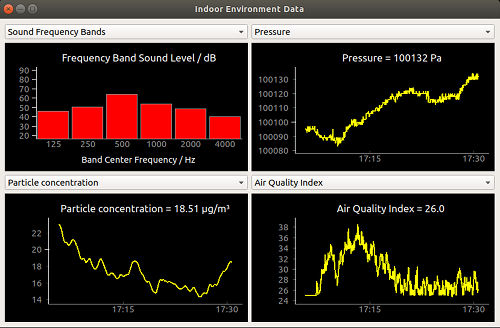 Indoor Environment Data
Sound Frequency Bands
Pressure
Frequency Band Sound Level / dB
90
80
70
60
50
40
30
20
125 250 500 1000 2000 4000
Band Center Frequency / Hz
Pressure = 100132 Pa
100130
100120
100110
100100
100090
100080
17:15 17:30
Particle concentration
Air Quality Index
Particle concentration = 18.51 µg/m³
22
20
18
16
14
17:15 17:30
Air Quality Index = 26.0
38
36
34
32
30
28
26
24
17:15 17:30